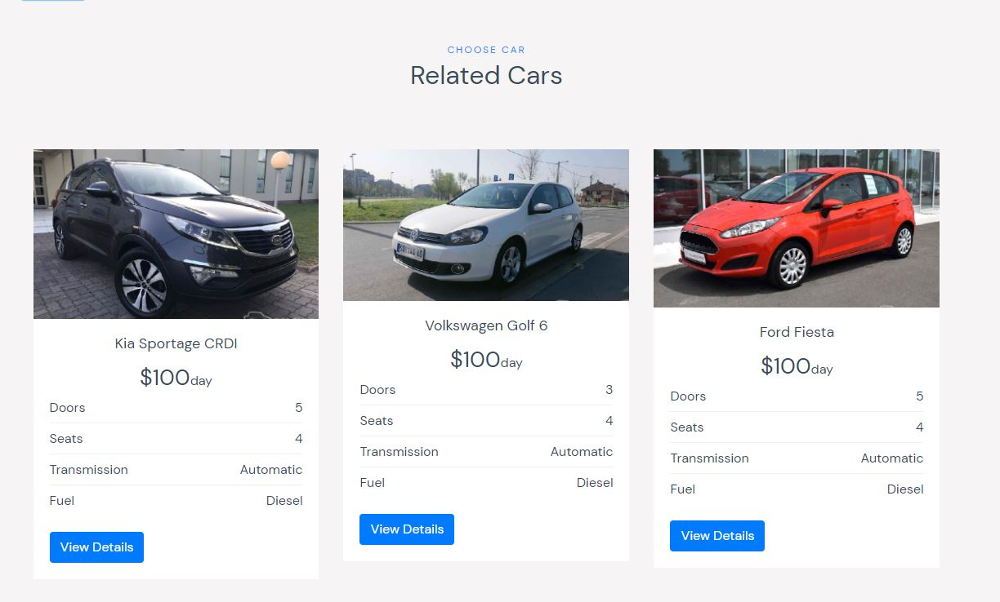 CHOOSE CAR
Related Cars
Kia Sportage CRDI
$100day
Doors 5
Seats 4
Transmission Automatic
Fuel Diesel
View Details
Volkswagen Golf 6
$100day
Doors 3
Seats 4
Transmission Automatic
Fuel Diesel
View Details
Ford Fiesta
$100day
Doors 5
Seats 4
Transmission Automatic
Fuel Diesel
View Details